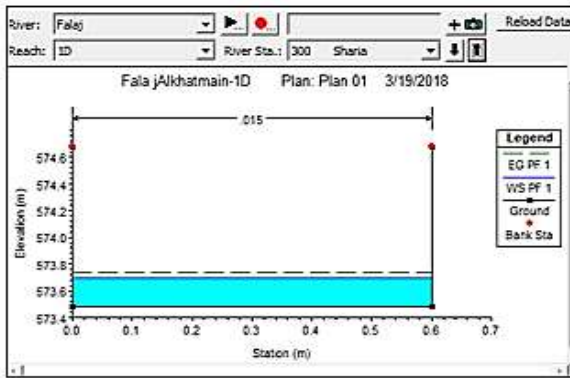 River: Falaj Reload Data
Reach: 1D River Sta.: 300 Sharia
Fala jAlkhatmain-1D Plan: Plan 01 3/19/2018
.015
Legend
EG PF 1
WS PF 1
Ground
Bank Sta
Elevation (m)
574.6
574.4
574.2
574.0
573.8
573.6
573.4
0.0 0.1 0.2 0.3 0.4 0.5 0.6 0.7
Station (m)